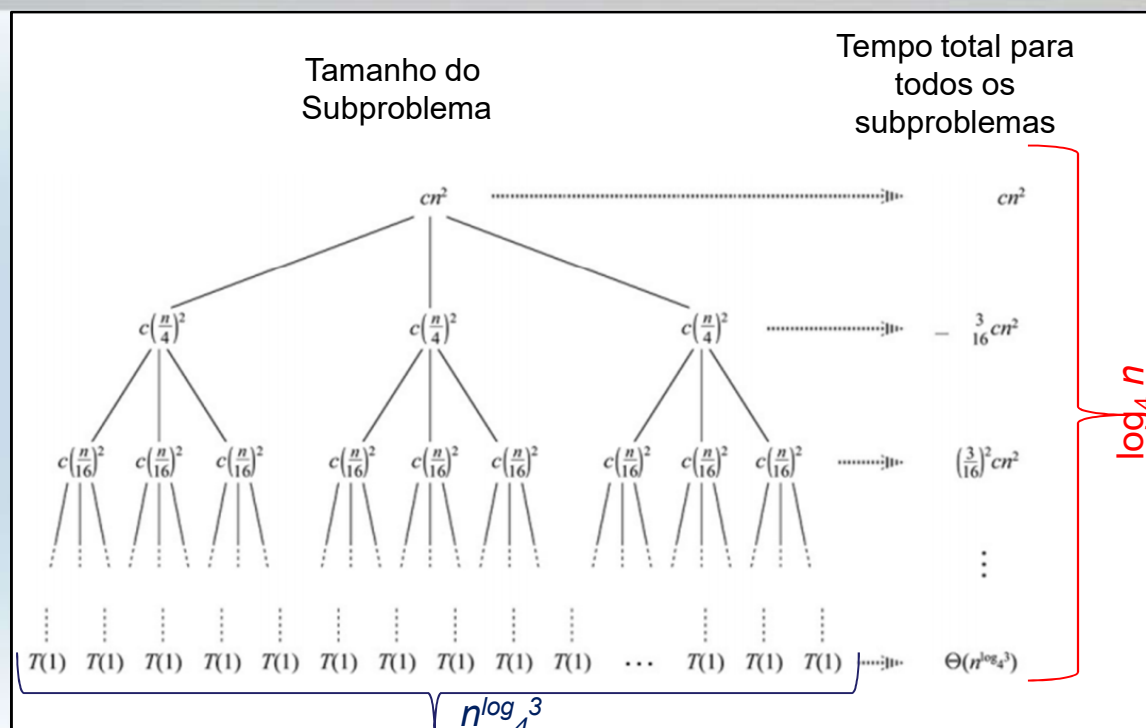 Tamanho do
Subproblema
Tempo total para
todos os
subproblemas
cn² cn²
c(n/4)² c(n/4)² c(n/4)² — 3/16 cn²
c(n/16)² c(n/16)² c(n/16)² c(n/16)² c(n/16)² c(n/16)² c(n/16)² c(n/16)² c(n/16)² (3/16)² cn²
⋮
T(1) T(1) T(1) T(1) T(1) T(1) T(1) T(1) T(1) T(1) ... T(1) T(1) T(1) Θ(n^log₄3)
n^log₄3
log₄ n